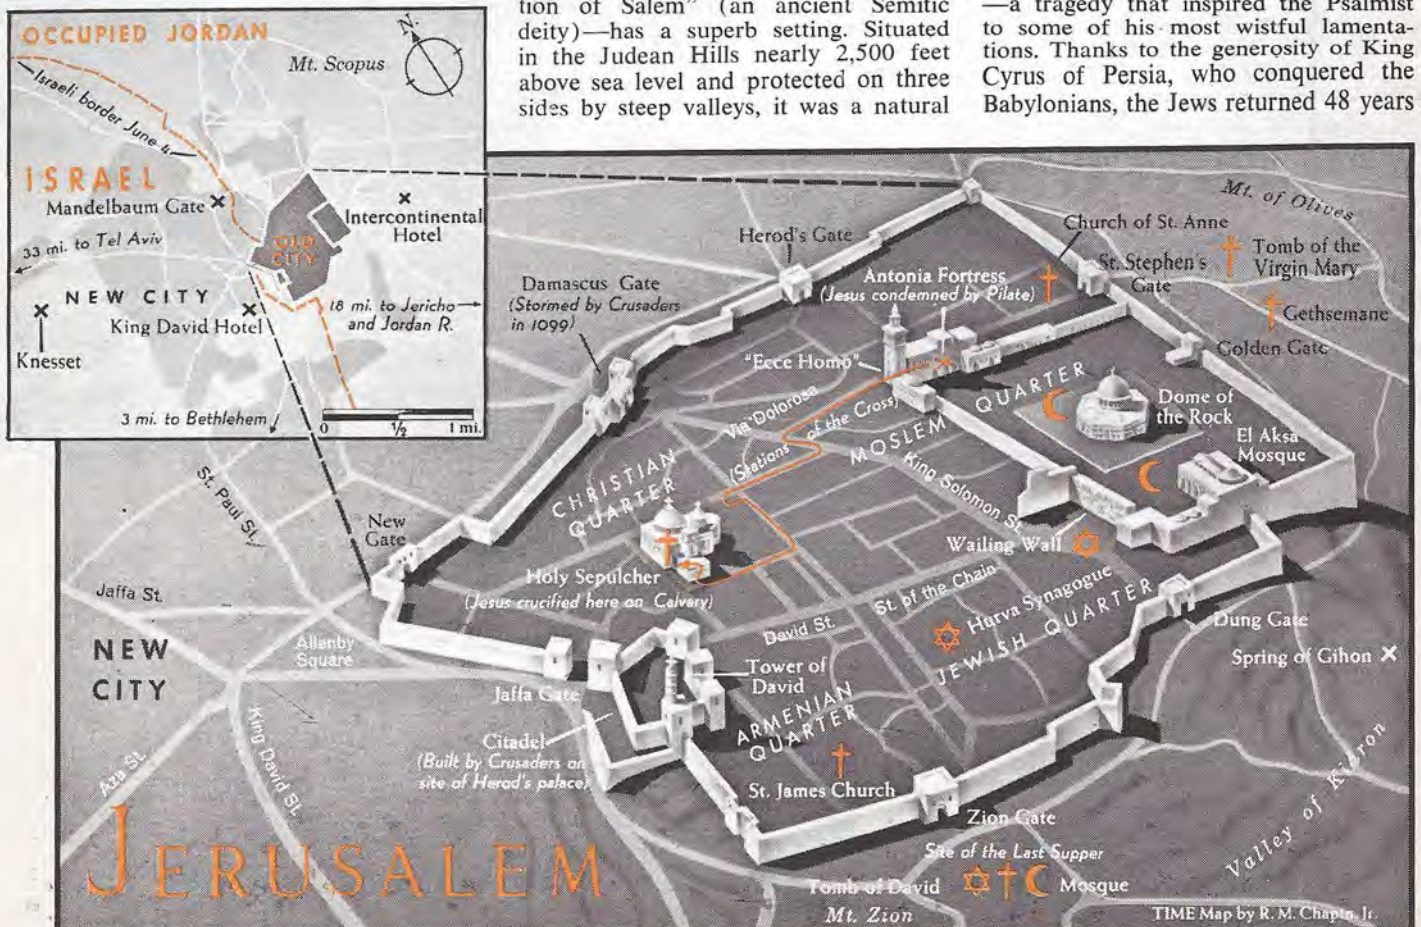 tion of Salem” (an ancient Semitic
deity)—has a superb setting. Situated
in the Judean Hills nearly 2,500 feet
above sea level and protected on three
sides by steep valleys, it was a natural
—a tragedy that inspired the Psalmist
to some of his most wistful lamenta-
tions. Thanks to the generosity of King
Cyrus of Persia, who conquered the
Babylonians, the Jews returned 48 years
OCCUPIED JORDAN
N.
Mt. Scopus
Israeli border June 4
ISRAEL
Mandelbaum Gate
Intercontinental
Hotel
33 mi. to Tel Aviv
OLD
CITY
NEW CITY
King David Hotel
18 mi. to Jericho
and Jordan R.
Knesset
3 mi. to Bethlehem
0 ½ 1 mi.
Mt. of Olives
Church of St. Anne
Herod's Gate
St. Stephen's
Gate
Tomb of the
Virgin Mary
Antonia Fortress
(Jesus condemned by Pilate)
Damascus Gate
(Stormed by Crusaders
in 1099)
Gethsemane
Golden Gate
"Ecce Homo"
Dome of
the Rock
El Aksa
Mosque
Via Dolorosa
(Stations of the Cross)
MOSLEM QUARTER
CHRISTIAN
QUARTER
King Solomon St.
St. Paul St.
New
Gate
Wailing Wall
Holy Sepulcher
(Jesus crucified here on Calvary)
St. of the Chain
Hurva Synagogue
JEWISH QUARTER
Jaffa St.
David St.
Dung Gate
NEW
CITY
Allenby
Square
Spring of Gihon
Jaffa Gate
Tower of
David
ARMENIAN
QUARTER
Citadel
(Built by Crusaders on
site of Herod's palace)
King David St.
Aza St.
St. James Church
Zion Gate
Valley of Kidron
JERUSALEM
Site of the Last Supper
Tomb of David
Mosque
Mt. Zion
TIME Map by R. M. Chapin, Jr.